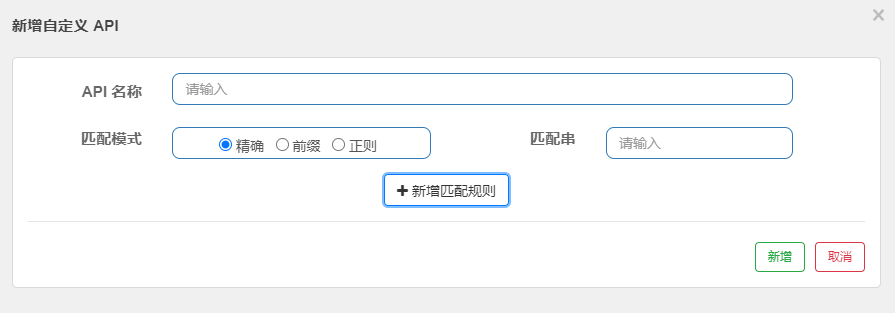 新增自定义 API
×
API 名称 请输入
匹配模式 精确 前缀 正则 匹配串 请输入
+ 新增匹配规则
新增 取消